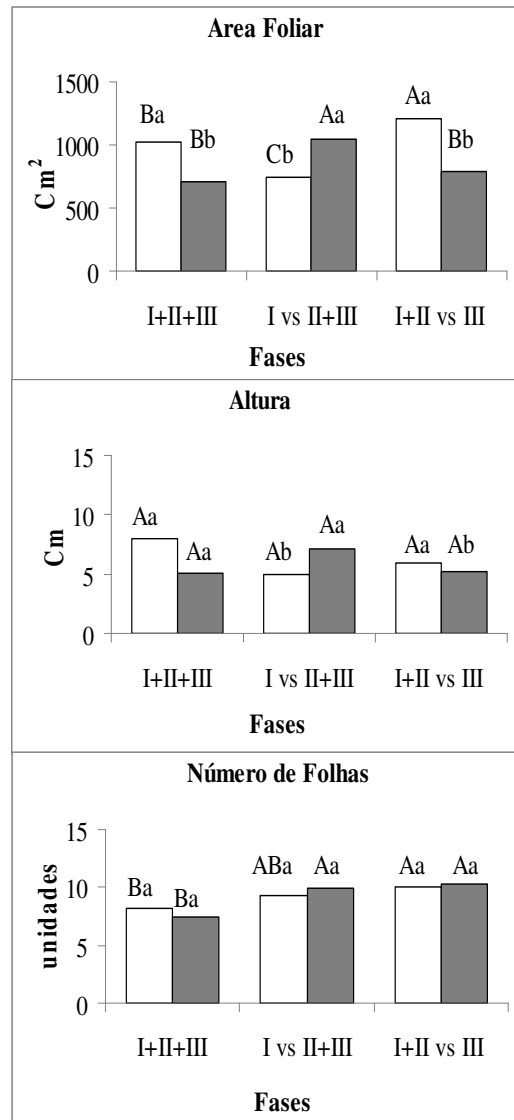 Area Foliar
1500
1000
500
0
Cm²
Ba
Bb
Cb
Aa
Aa
Bb
I+II+III
I vs II+III
I+II vs III
Fases
Altura
15
10
5
0
Cm
Aa
Aa
Ab
Aa
Aa
Ab
I+II+III
I vs II+III
I+II vs III
Fases
Número de Folhas
15
10
5
0
unidades
Ba
Ba
ABa
Aa
Aa
Aa
I+II+III
I vs II+III
I+II vs III
Fases